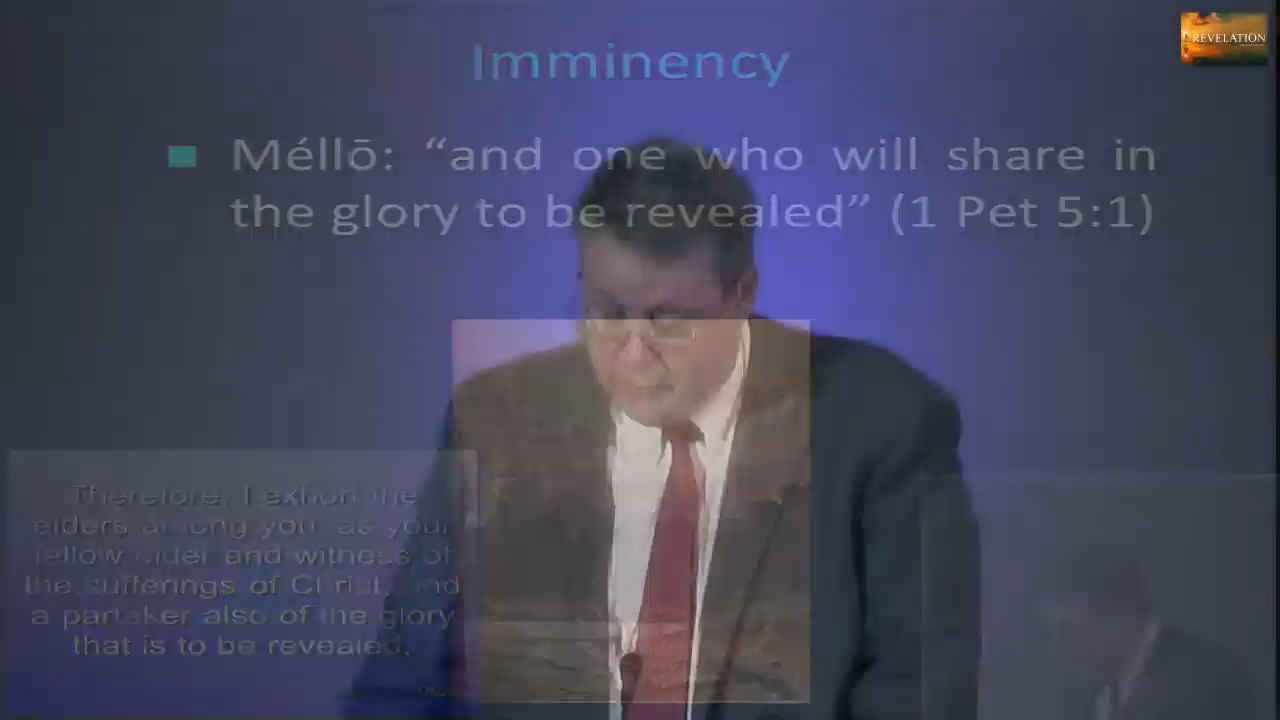 REVELATION
Imminency
Méllō: “and one who will share in
the glory to be revealed” (1 Pet 5:1)
Therefore, I exhort the
elders among you, as your
fellow elder and witness of
the sufferings of Christ, and
a partaker also of the glory
that is to be revealed,